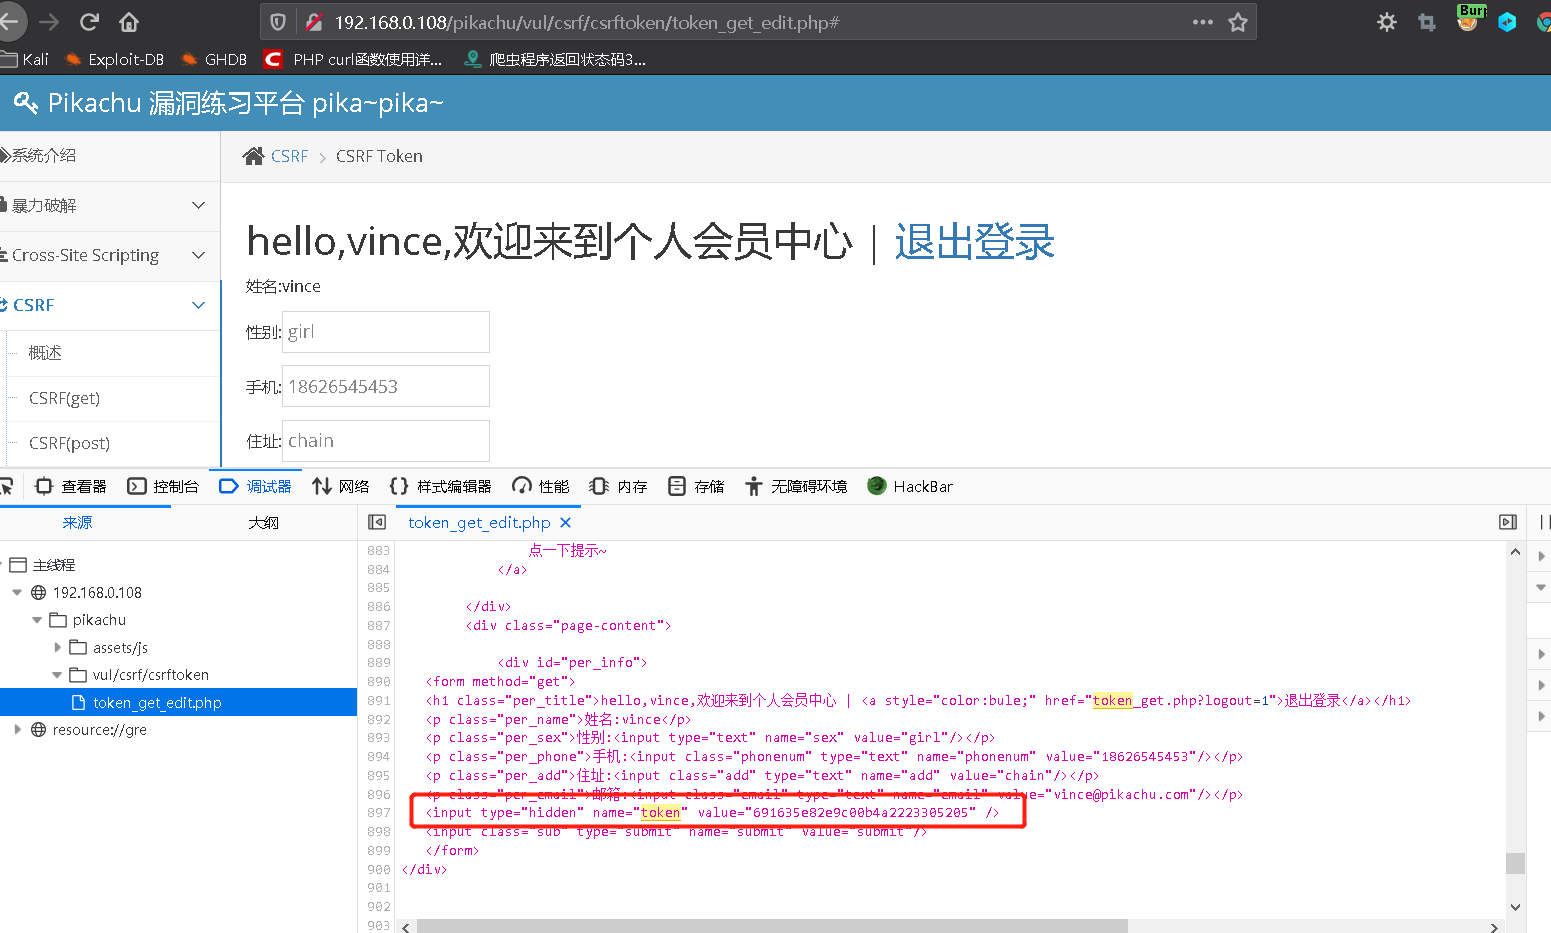 192.168.0.108/pikachu/vul/csrf/csrftoken/token_get_edit.php#
Burp
Kali Exploit-DB GHDB PHP curl函数使用详... 爬虫程序返回状态码3...
Pikachu 漏洞练习平台 pika~pika~
系统介绍
CSRF CSRF Token
暴力破解
Cross-Site Scripting
CSRF
概述
CSRF(get)
CSRF(post)
hello,vince,欢迎来到个人会员中心 | 退出登录
姓名:vince
性别: girl
手机: 18626545453
住址: chain
查看器 控制台 调试器 网络 样式编辑器 性能 内存 存储 无障碍环境 HackBar
来源 大纲
token_get_edit.php
主线程
192.168.0.108
pikachu
assets/js
vul/csrf/csrftoken
token_get_edit.php
resource://gre
883 点一下提示~
884 </a>
885
886 </div>
887 <div class="page-content">
888
889 <div id="per_info">
890 <form method="get">
891 <h1 class="per_title">hello,vince,欢迎来到个人会员中心 | <a style="color:bule;" href="token_get.php?logout=1">退出登录</a></h1>
892 <p class="per_name">姓名:vince</p>
893 <p class="per_sex">性别:<input type="text" name="sex" value="girl"/></p>
894 <p class="per_phone">手机:<input class="phonenum" type="text" name="phonenum" value="18626545453"/></p>
895 <p class="per_add">住址:<input class="add" type="text" name="add" value="chain"/></p>
896 <p class="per_email">邮箱:<input class="email" type="text" name="email" value="vince@pikachu.com"/></p>
897 <input type="hidden" name="token" value="691635e82e9c00b4a2223305205" />
898 <input class="sub" type="submit" name="submit" value="submit"/>
899 </form>
900 </div>
901
902
903